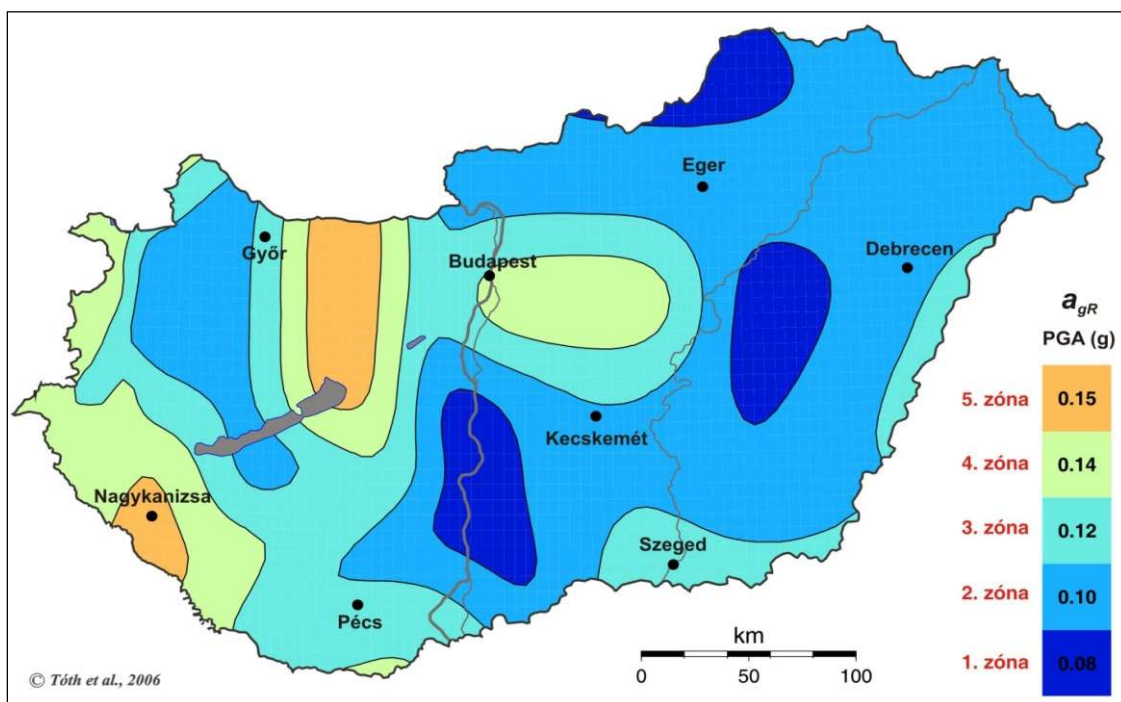 Eger
Győr
Budapest
Debrecen
Kecskemét
Nagykanizsa
Szeged
Pécs
a_gR
PGA (g)
5. zóna 0.15
4. zóna 0.14
3. zóna 0.12
2. zóna 0.10
1. zóna 0.08
km
0 50 100
© Tóth et al., 2006